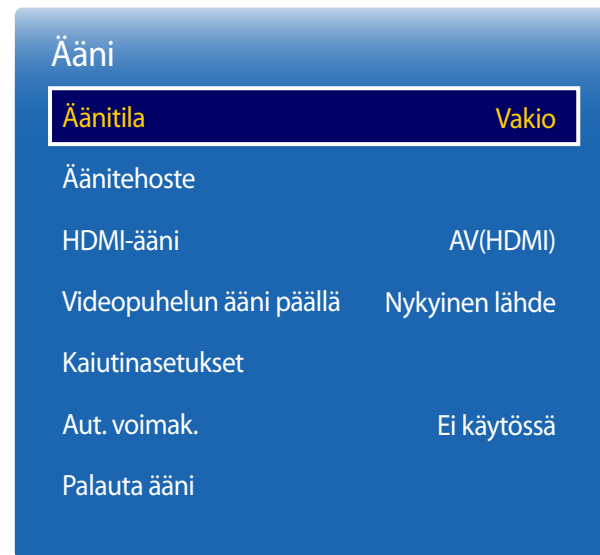 Ääni
Äänitila Vakio
Äänitehoste
HDMI-ääni AV(HDMI)
Videopuhelun ääni päällä Nykyinen lähde
Kaiutinasetukset
Aut. voimak. Ei käytössä
Palauta ääni